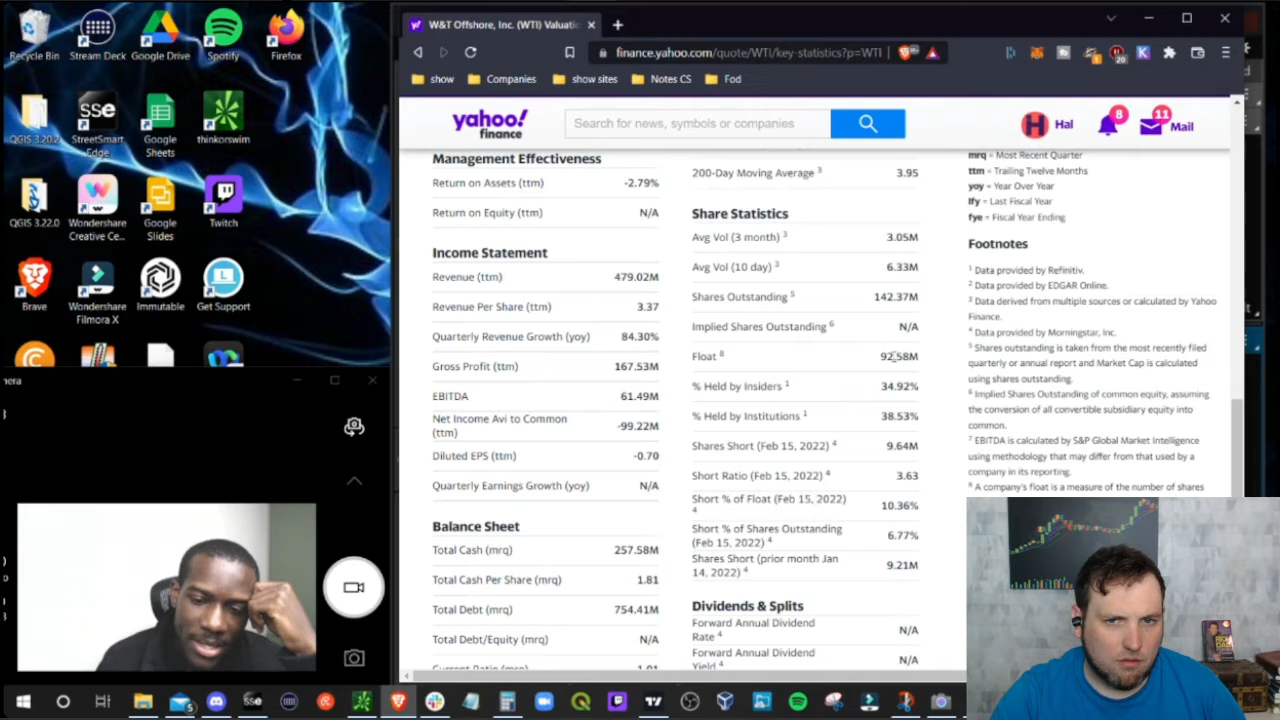 Recycle Bin
Stream Deck
Google Drive
Spotify
Firefox
QGIS 3.20.2
sse
StreetSmart Edge
Google Sheets
thinkorswim
QGIS 3.22.0
Wondershare Creative Ce...
Google Slides
Twitch
Brave
Wondershare Filmora X
Immutable
Get Support
W&T Offshore, Inc. (WTI) Valuatio
finance.yahoo.com/quote/WTI/key-statistics?p=WTI
show
Companies
show sites
Notes CS
Fod
yahoo!
finance
Search for news, symbols or companies
Hal
8
11
Mail
Management Effectiveness
Return on Assets (ttm) -2.79%
Return on Equity (ttm) N/A
Income Statement
Revenue (ttm) 479.02M
Revenue Per Share (ttm) 3.37
Quarterly Revenue Growth (yoy) 84.30%
Gross Profit (ttm) 167.53M
EBITDA 61.49M
Net Income Avi to Common
(ttm) -99.22M
Diluted EPS (ttm) -0.70
Quarterly Earnings Growth (yoy) N/A
Balance Sheet
Total Cash (mrq) 257.58M
Total Cash Per Share (mrq) 1.81
Total Debt (mrq) 754.41M
Total Debt/Equity (mrq) N/A
Current Ratio (mrq) 1.01
200-Day Moving Average 3 3.95
Share Statistics
Avg Vol (3 month) 3 3.05M
Avg Vol (10 day) 3 6.33M
Shares Outstanding 5 142.37M
Implied Shares Outstanding 6 N/A
Float 8 92.58M
% Held by Insiders 1 34.92%
% Held by Institutions 1 38.53%
Shares Short (Feb 15, 2022) 4 9.64M
Short Ratio (Feb 15, 2022) 4 3.63
Short % of Float (Feb 15, 2022)
4 10.36%
Short % of Shares Outstanding
(Feb 15, 2022) 4 6.77%
Shares Short (prior month Jan
14, 2022) 4 9.21M
Dividends & Splits
Forward Annual Dividend
Rate 4 N/A
Forward Annual Dividend
Yield 4 N/A
mrq = Most Recent Quarter
ttm = Trailing Twelve Months
yoy = Year Over Year
lfy = Last Fiscal Year
fye = Fiscal Year Ending
Footnotes
1 Data provided by Refinitiv.
2 Data provided by EDGAR Online.
3 Data derived from multiple sources or calculated by Yahoo
Finance.
4 Data provided by Morningstar, Inc.
5 Shares outstanding is taken from the most recently filed
quarterly or annual report and Market Cap is calculated
using shares outstanding.
6 Implied Shares Outstanding of common equity, assuming
the conversion of all convertible subsidiary equity into
common.
7 EBITDA is calculated by S&P Global Market Intelligence
using methodology that may differ from that used by a
company in its reporting.
8 A company's float is a measure of the number of shares
mera
sse